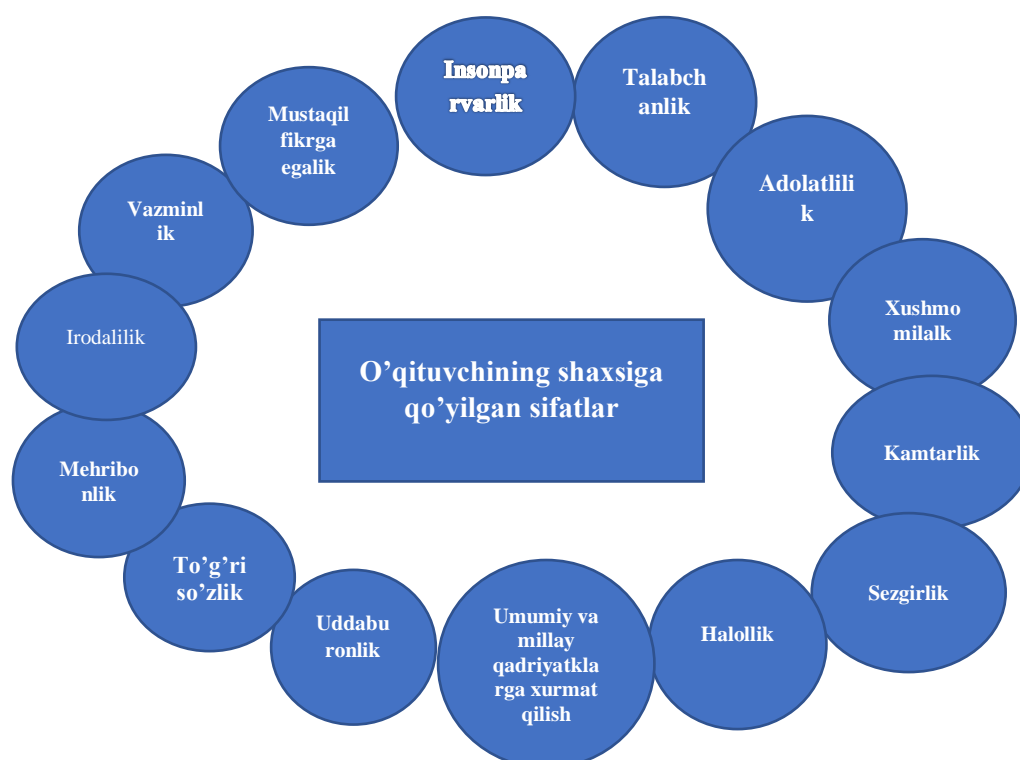 Insonpa
rvarlik
Talabch
anlik
Adolatlili
k
Xushmo
milalk
Kamtarlik
Sezgirlik
Halollik
Umumiy va
millay
qadriyatkla
rga xurmat
qilish
Uddabu
ronlik
To’g’ri
so’zlik
Mehribo
nlik
Irodalilik
Vazminl
ik
Mustaqil
fikrga
egalik
O’qituvchining shaxsiga
qo’yilgan sifatlar